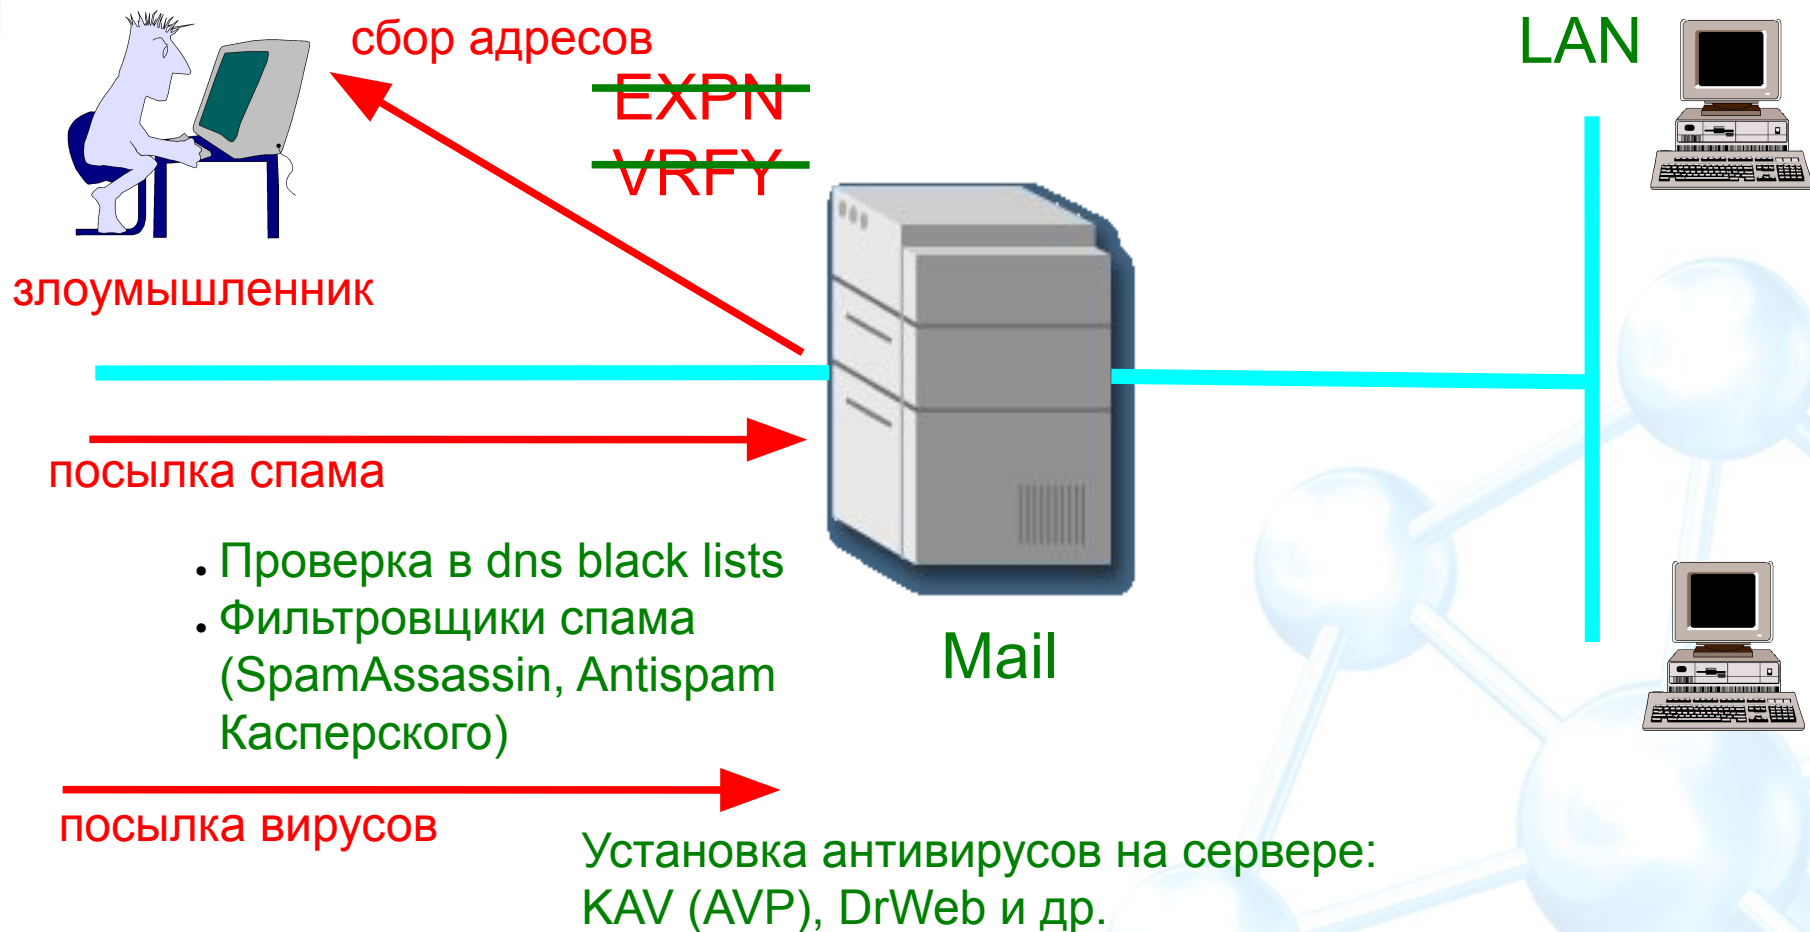 сбор адресов
EXPN
VRFY
LAN
злоумышленник
посылка спама
• Проверка в dns black lists
• Фильтровщики спама
(SpamAssassin, Antispam
Касперского)
Mail
посылка вирусов
Установка антивирусов на сервере:
KAV (AVP), DrWeb и др.